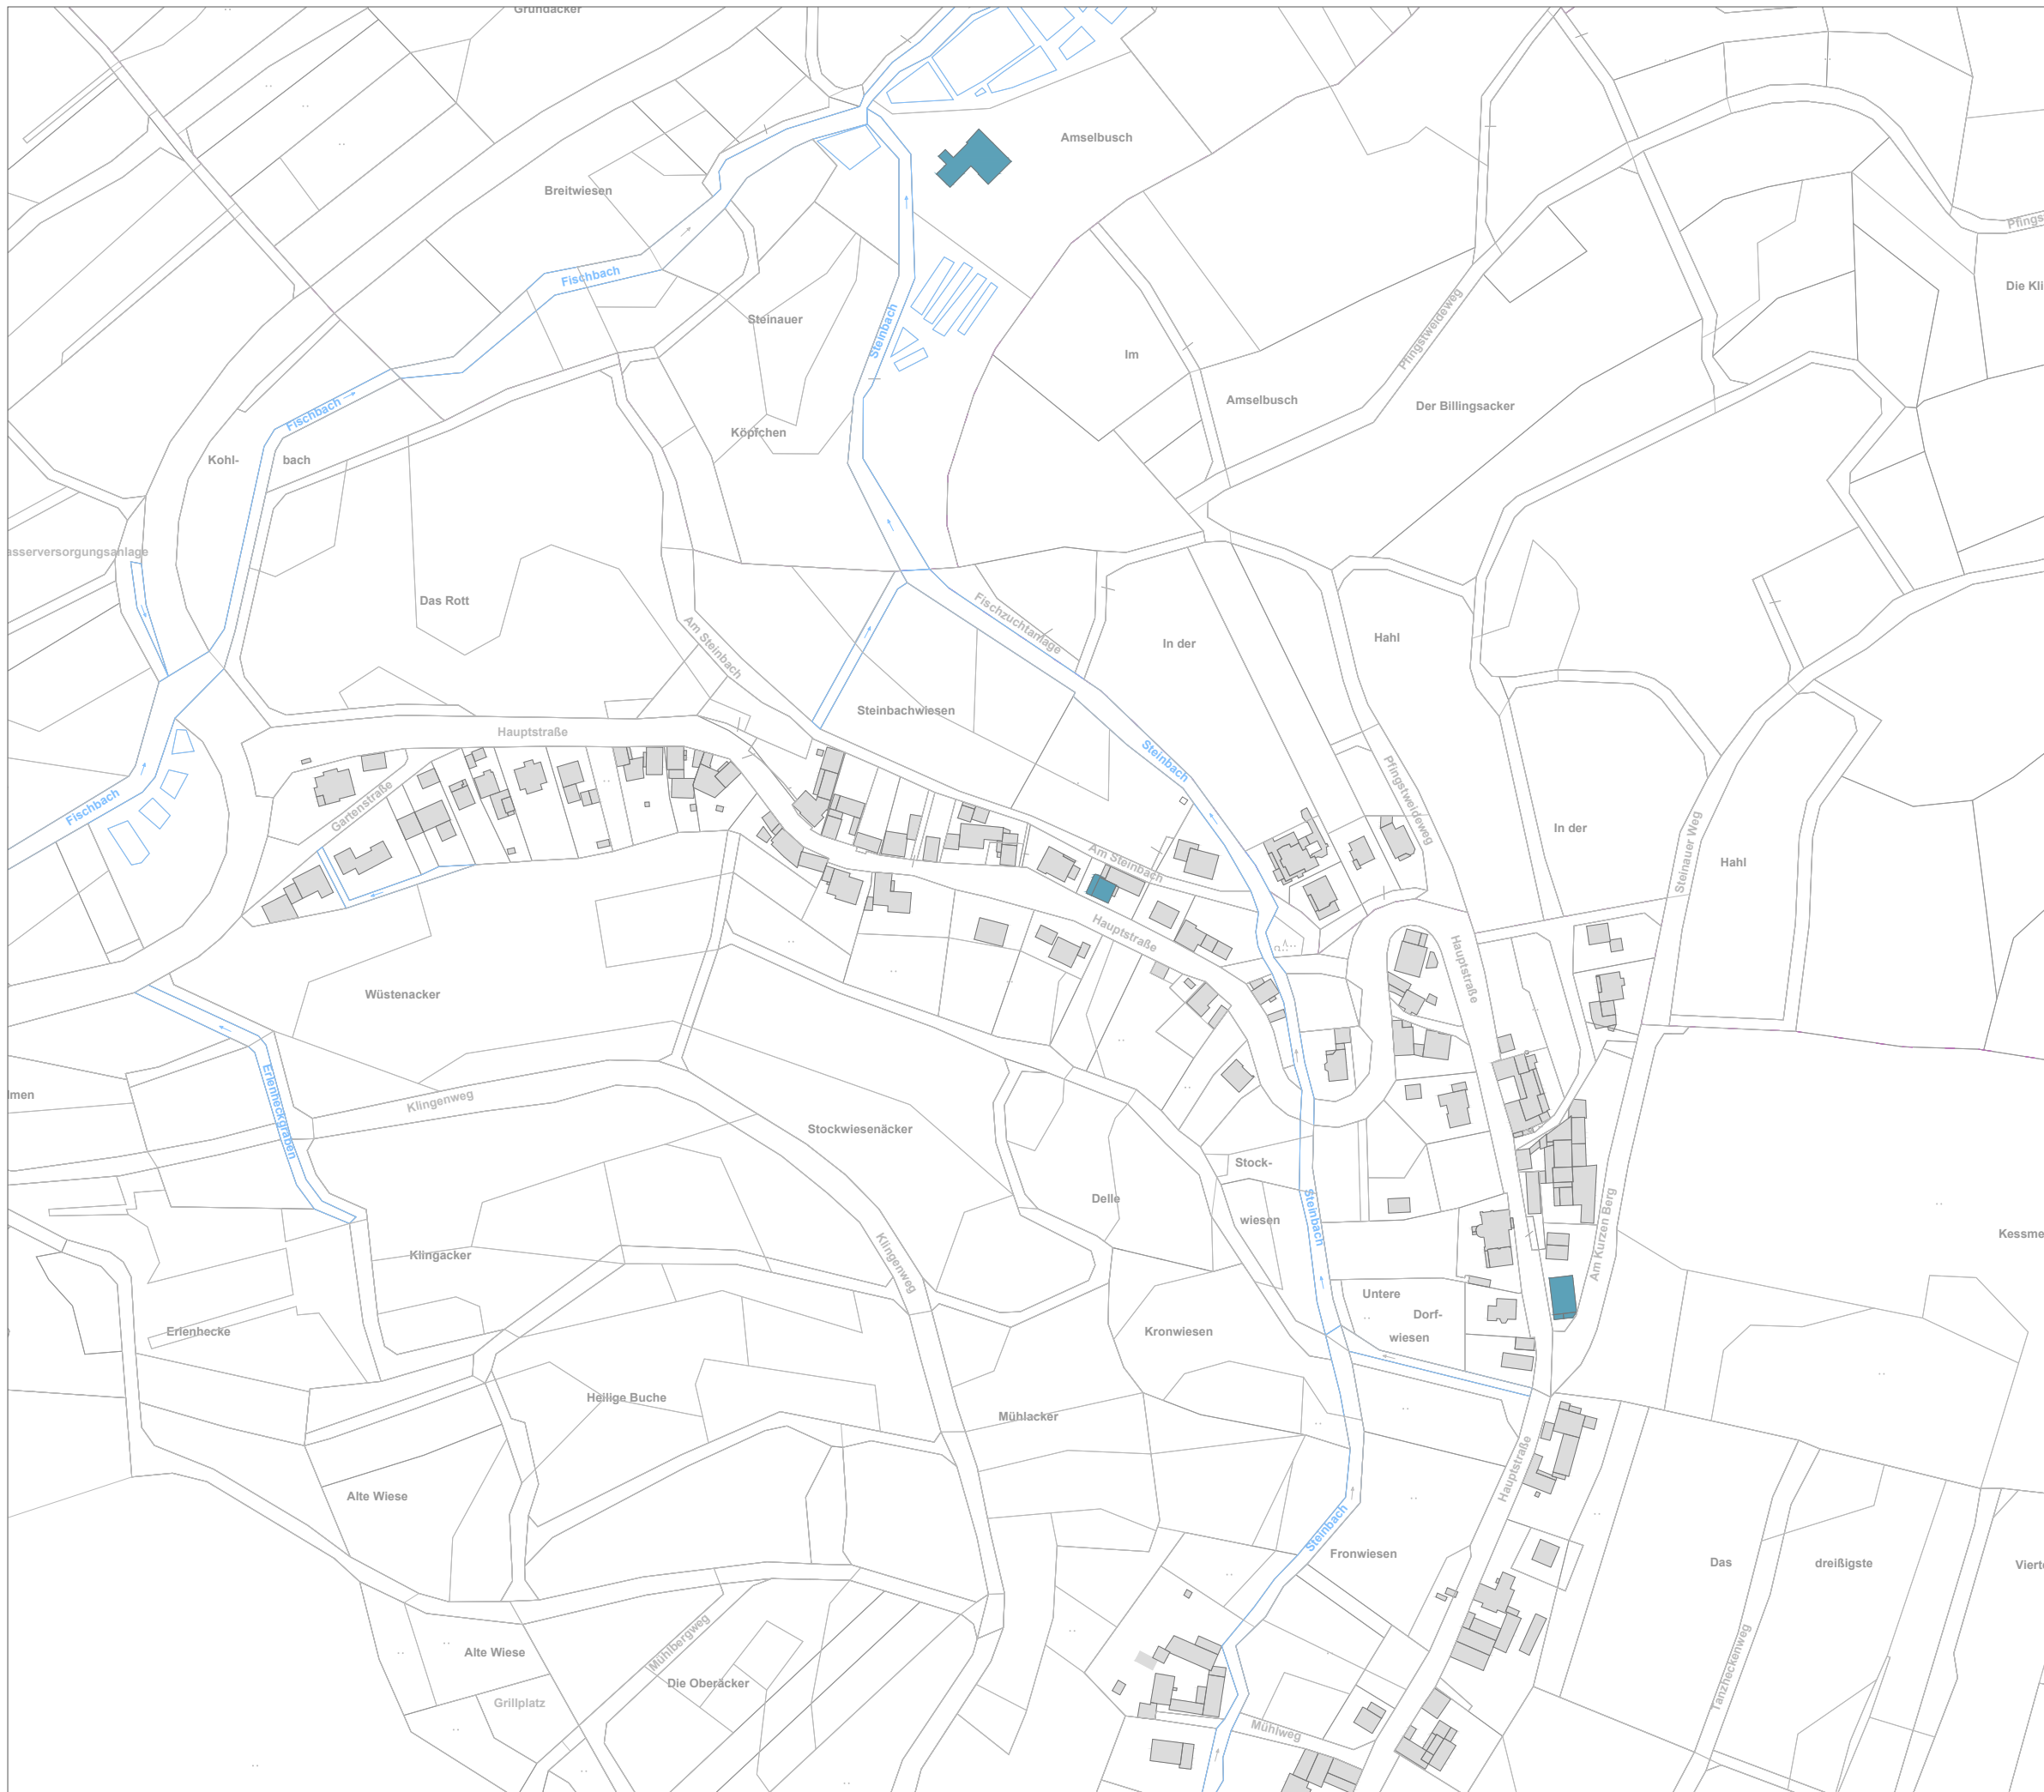 Grundäcker
Amselbusch
Breitwiesen
Pfings
Fischbach
Die Kli
Steinauer
Steinbach
Im
Pfingstweideweg
Amselbusch
Der Billingsacker
Fischbach
Köpfchen
Kohl-
bach
asserversorgungsanlage
Das Rott
Fischzuchtanlage
Hahl
In der
Am Steinbach
Steinbachwiesen
Hauptstraße
Steinbach
Pfingstweideweg
Fischbach
Gartenstraße
In der
Steinauer Weg
Hahl
Am Steinbach
Hauptstraße
Hauptstraße
Wüstenacker
lmen
Erlenheckgraben
Klingenweg
Stockwiesenäcker
Stock-
Delle
wiesen
Steinbach
Am Kurzen Berg
Kessme
Klingacker
Klingenweg
Untere
Dorf-
wiesen
Erlenhecke
Kronwiesen
Heilige Buche
Mühlacker
Hauptstraße
Alte Wiese
Steinbach
Fronwiesen
Das
dreißigste
Vierte
Alte Wiese
Mühlbergweg
Die Oberäcker
Grillplatz
Tanzheckenweg
Mühlweg